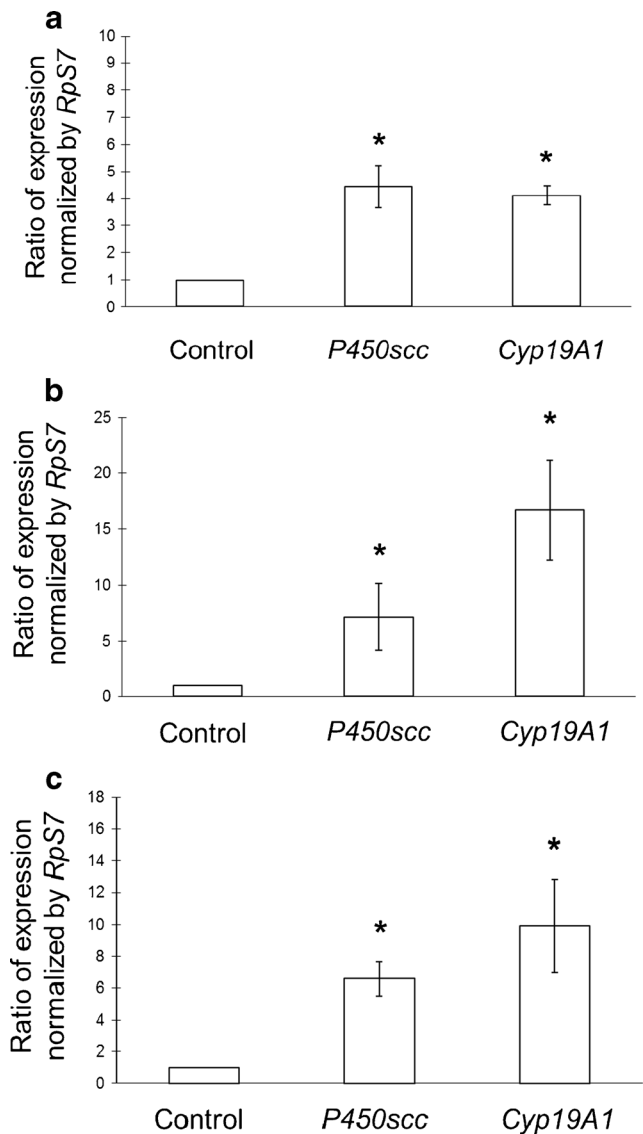 a
Ratio of expression
normalized by RpS7
10
9
8
7
6
5
4
3
2
1
0
*
*
Control P450scc Cyp19A1
b
Ratio of expression
normalized by RpS7
25
20
15
10
5
0
*
*
Control P450scc Cyp19A1
c
Ratio of expression
normalized by RpS7
18
16
14
12
10
8
6
4
2
0
*
*
Control P450scc Cyp19A1